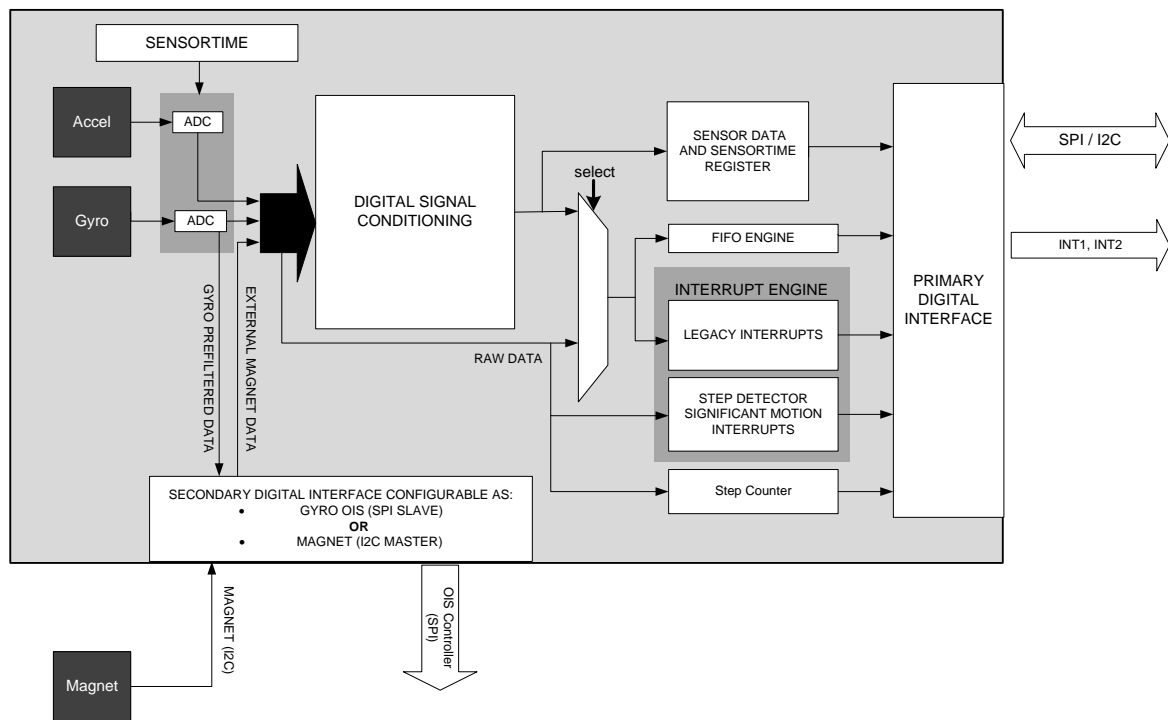 SENSORTIME
Accel
ADC
Gyro
ADC
DIGITAL SIGNAL
CONDITIONING
select
SENSOR DATA
AND SENSORTIME
REGISTER
FIFO ENGINE
INTERRUPT ENGINE
LEGACY INTERRUPTS
STEP DETECTOR
SIGNIFICANT MOTION
INTERRUPTS
Step Counter
PRIMARY
DIGITAL
INTERFACE
SPI / I2C
INT1, INT2
RAW DATA
GYRO PREFILTERED DATA
EXTERNAL MAGNET DATA
SECONDARY DIGITAL INTERFACE CONFIGURABLE AS:
• GYRO OIS (SPI SLAVE)
OR
• MAGNET (I2C MASTER)
MAGNET (I2C)
OIS Controller
(SPI)
Magnet